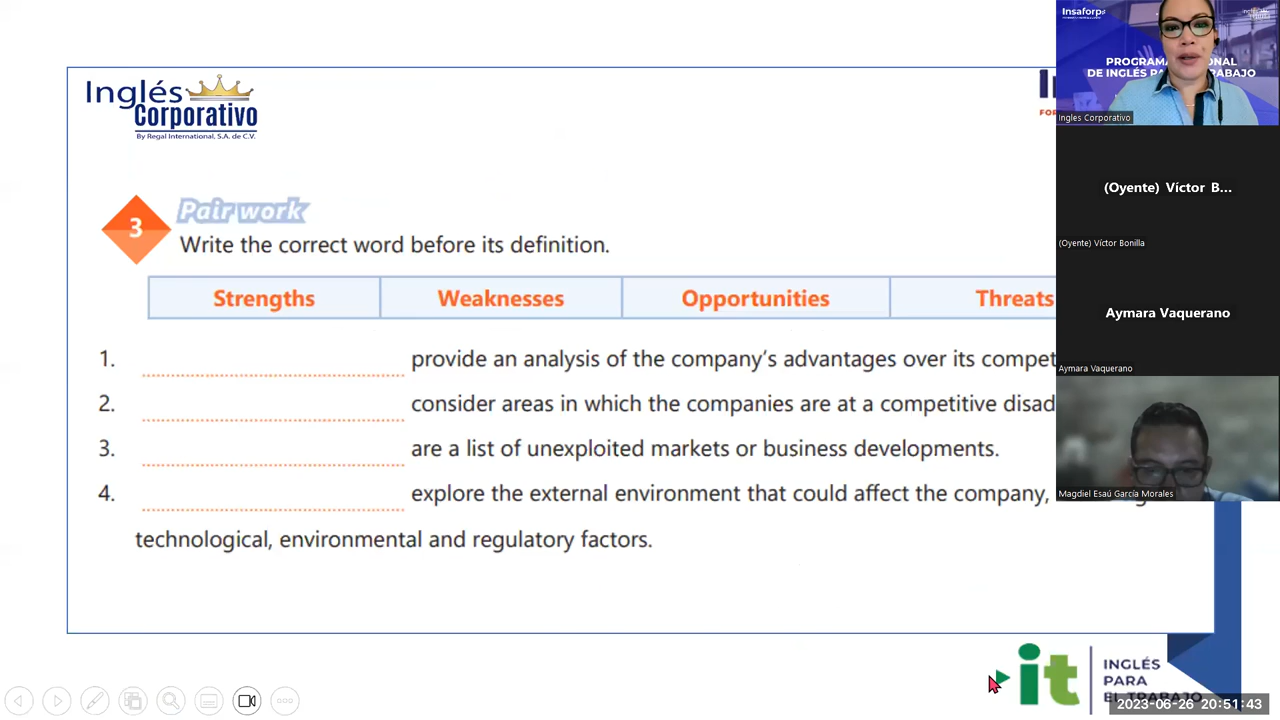 Inglés
Corporativo
By Regal International, S.A. de C.V.
Insaforp
PROGRAMA
DE INGLÉS
Ingles Corporativo
(Oyente) Víctor B...
(Oyente) Víctor Bonilla
Aymara Vaquerano
Aymara Vaquerano
Magdiel Esaú García Morales
3
Pair work
Write the correct word before its definition.
Strengths Weaknesses Opportunities Threats
1. provide an analysis of the company's advantages over its
2. consider areas in which the companies are at a competitive
3. are a list of unexploited markets or business developments.
4. explore the external environment that could affect the company,
technological, environmental and regulatory factors.
it
INGLÉS
PARA
EL TRABAJO
2023-06-26 20:51:43